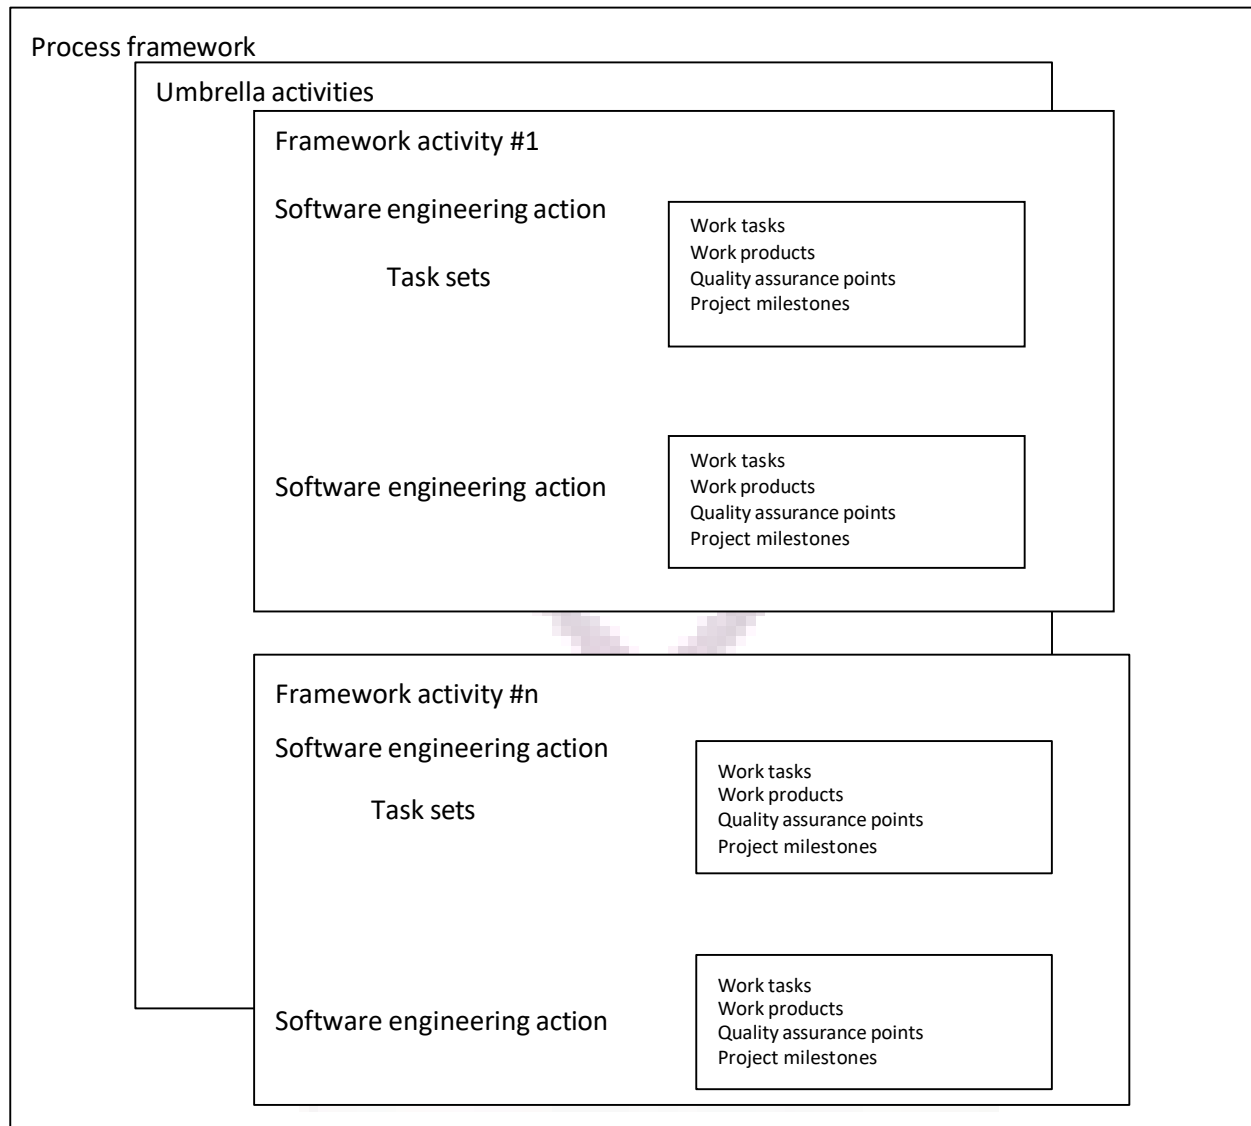 Process framework
Umbrella activities
Framework activity #1
Software engineering action
Task sets
Work tasks
Work products
Quality assurance points
Project milestones
Software engineering action
Work tasks
Work products
Quality assurance points
Project milestones
Framework activity #n
Software engineering action
Task sets
Work tasks
Work products
Quality assurance points
Project milestones
Software engineering action
Work tasks
Work products
Quality assurance points
Project milestones